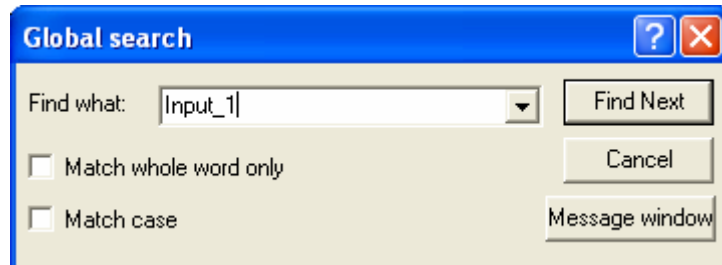 Global search
Find what: Input_1 Find Next
Match whole word only Cancel
Match case Message window